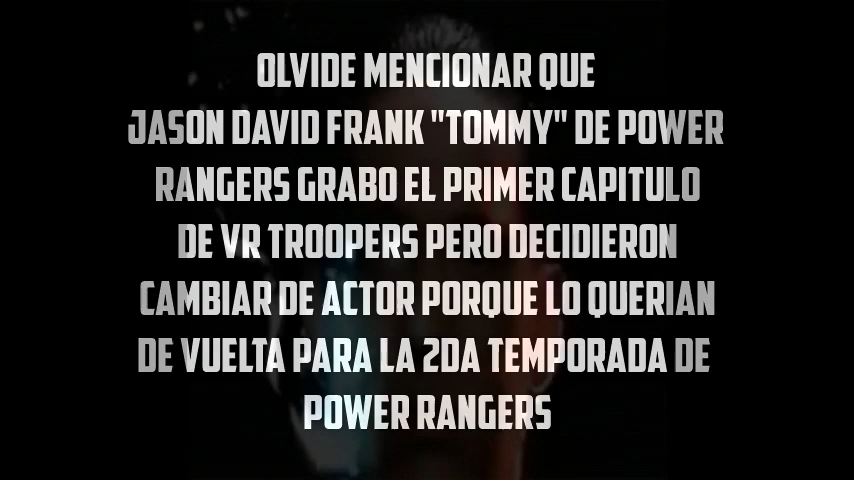 OLVIDE MENCIONAR QUE
JASON DAVID FRANK "TOMMY" DE POWER
RANGERS GRABO EL PRIMER CAPITULO
DE VR TROOPERS PERO DECIDIERON
CAMBIAR DE ACTOR PORQUE LO QUERIAN
DE VUELTA PARA LA 2DA TEMPORADA DE
POWER RANGERS